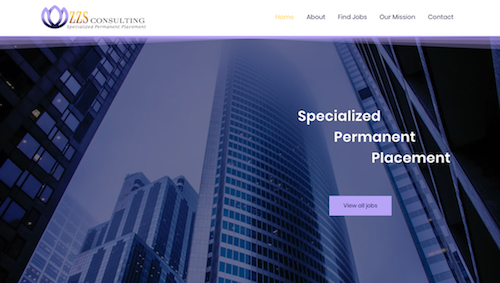 ZZS CONSULTING
Specialized Permanent Placement
Home About Find Jobs Our Mission Contact
Specialized
Permanent
Placement
View all jobs